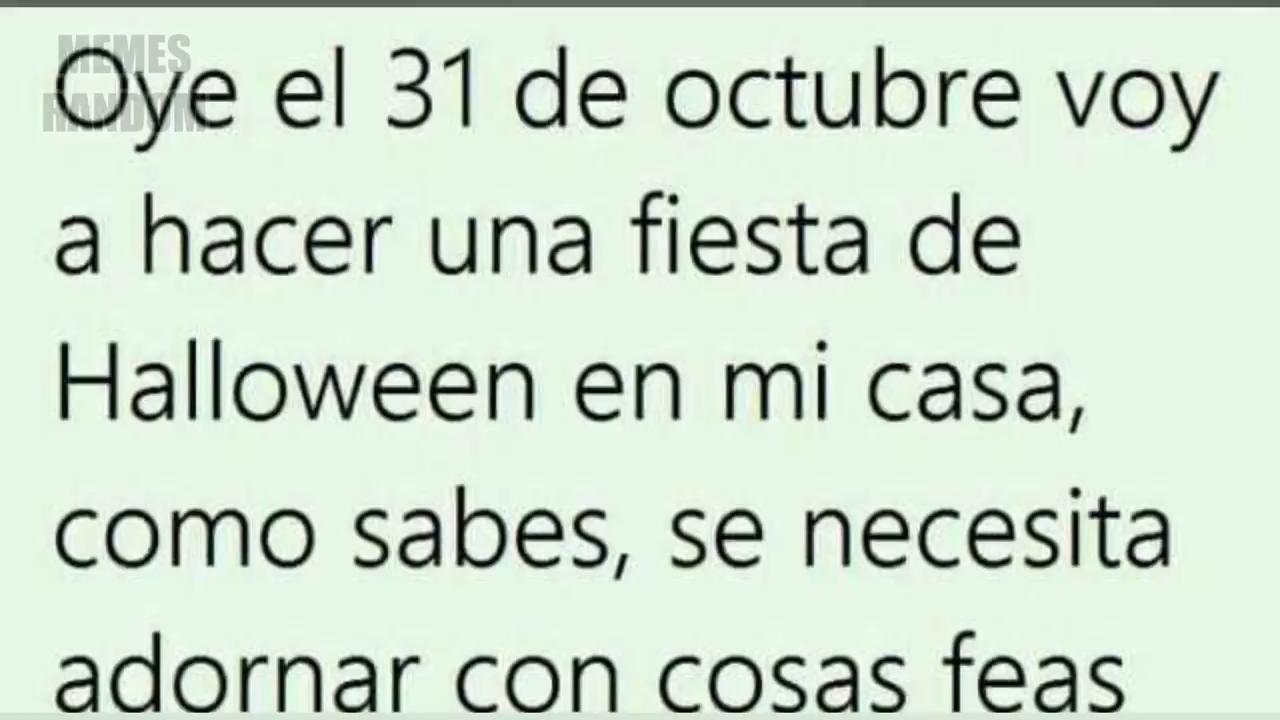 MEMES
RANDOM
Oye el 31 de octubre voy
a hacer una fiesta de
Halloween en mi casa,
como sabes, se necesita
adornar con cosas feas